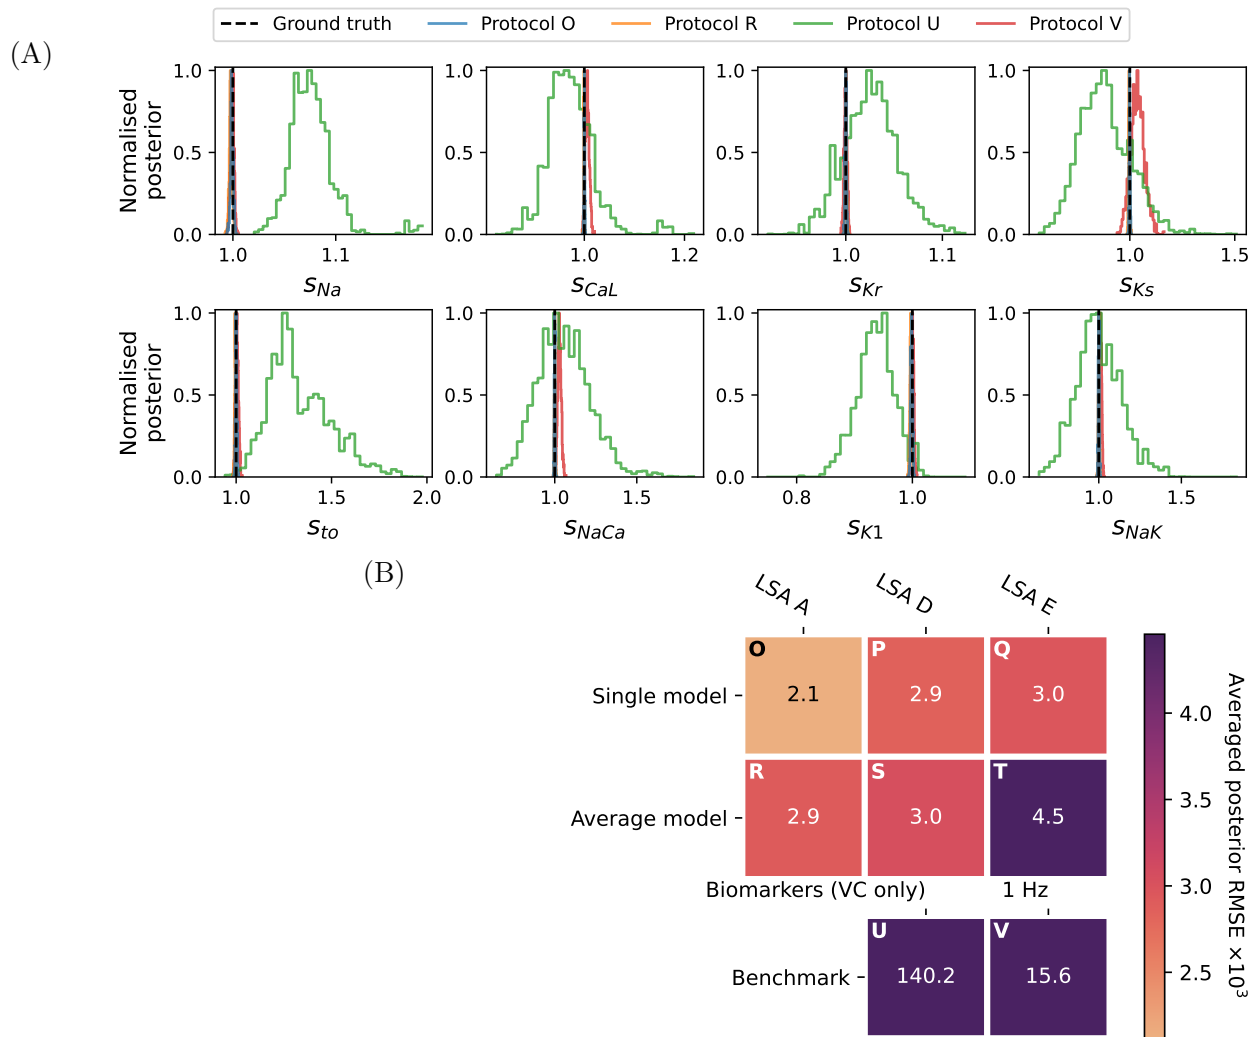 Ground truth Protocol O Protocol R Protocol U Protocol V
(A)
Normalised
posterior
1.0 0.5 0.0 1.0 1.1
s_Na
1.0 0.5 0.0 1.0 1.2
s_CaL
1.0 0.5 0.0 1.0 1.1
s_Kr
1.0 0.5 0.0 1.0 1.5
s_Ks
Normalised
posterior
1.0 0.5 0.0 1.0 1.5 2.0
s_to
1.0 0.5 0.0 1.0 1.5
s_NaCa
1.0 0.5 0.0 0.8 1.0
s_K1
1.0 0.5 0.0 1.0 1.5
s_NaK
(B)
LSA A LSA D LSA E
O P Q
Single model 2.1 2.9 3.0
R S T
Average model 2.9 3.0 4.5
Biomarkers (VC only) 1 Hz
U V
Benchmark 140.2 15.6
4.0
3.5
3.0
2.5
Averaged posterior RMSE ×10³